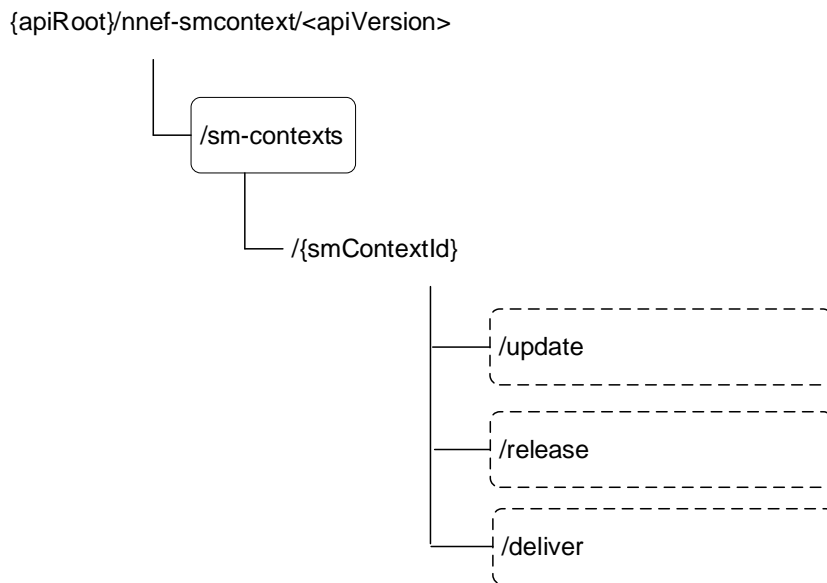 {apiRoot}/nnef-smcontext/<apiVersion>
/sm-contexts
/{smContextId}
/update
/release
/deliver